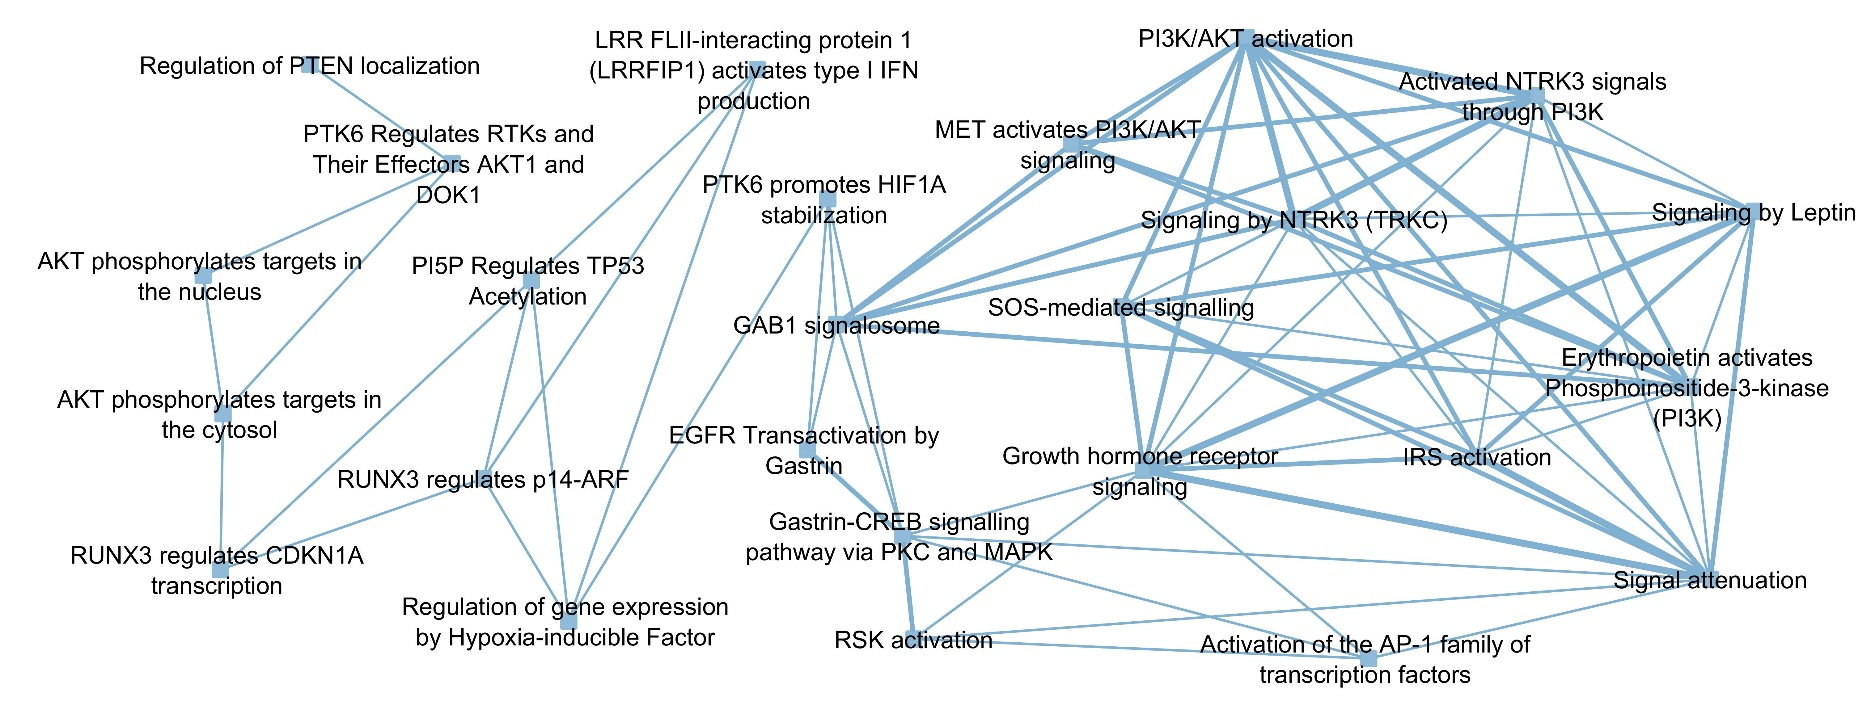 Regulation of PTEN localization
LRR FLII-interacting protein 1
(LRRFIP1) activates type I IFN
production
PI3K/AKT activation
Activated NTRK3 signals
through PI3K
PTK6 Regulates RTKs and
Their Effectors AKT1 and
DOK1
MET activates PI3K/AKT
signaling
PTK6 promotes HIF1A
stabilization
Signaling by NTRK3 (TRKC)
Signaling by Leptin
AKT phosphorylates targets in
the nucleus
PI5P Regulates TP53
Acetylation
GAB1 signalosome
SOS-mediated signalling
Erythropoietin activates
Phosphoinositide-3-kinase
(PI3K)
AKT phosphorylates targets in
the cytosol
EGFR Transactivation by
Gastrin
Growth hormone receptor
signaling
IRS activation
RUNX3 regulates p14-ARF
Gastrin-CREB signalling
pathway via PKC and MAPK
RUNX3 regulates CDKN1A
transcription
Signal attenuation
Regulation of gene expression
by Hypoxia-inducible Factor
RSK activation
Activation of the AP-1 family of
transcription factors